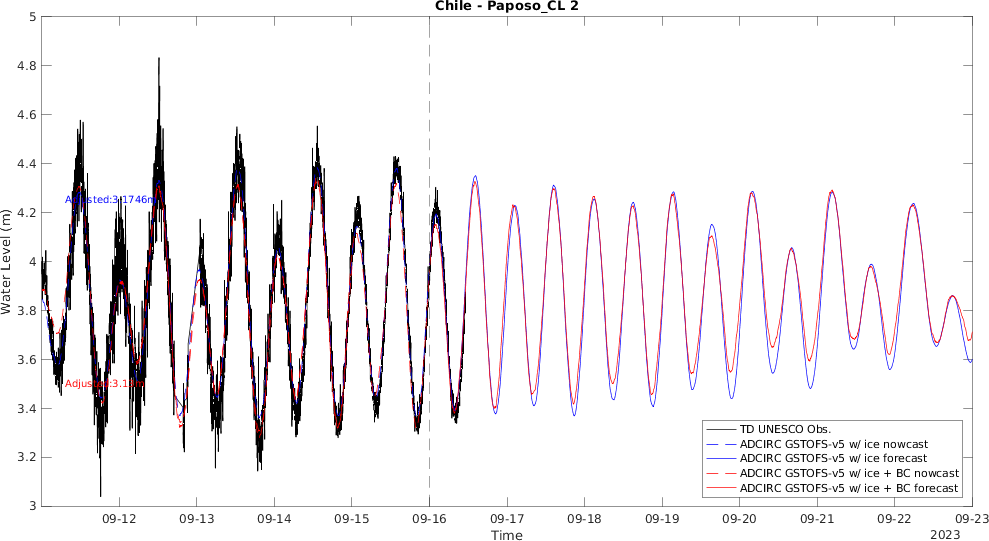 Chile - Paposo_CL 2
Water Level (m)
5
4.8
4.6
4.4
4.2
4
3.8
3.6
3.4
3.2
3
Adjusted:3.1746m
TD UNESCO Obs.
ADCIRC GSTOFS-v5 w/ ice nowcast
ADCIRC GSTOFS-v5 w/ ice forecast
ADCIRC GSTOFS-v5 w/ ice + BC nowcast
ADCIRC GSTOFS-v5 w/ ice + BC forecast
09-12 09-13 09-14 09-15 09-16 09-17 09-18 09-19 09-20 09-21 09-22 09-23
Time
2023